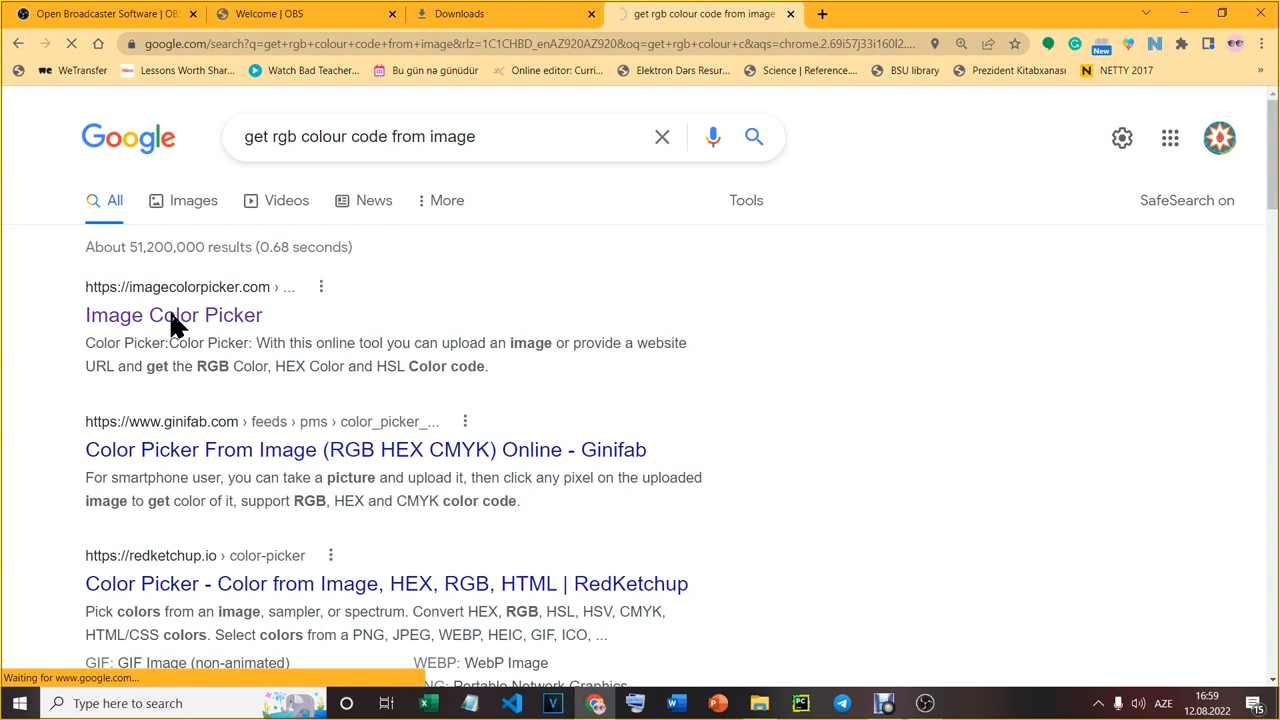 Open Broadcaster Software | OBS
Welcome | OBS
Downloads
get rgb colour code from image
google.com/search?q=get+rgb+colour+code+from+image&rlz=1C1CHBD_enAZ920AZ920&oq=get+rgb+colour+c&aqs=chrome.2.69i57j33i160l2....
New
WeTransfer
Lessons Worth Shar...
Watch Bad Teacher...
Bu gün nə günüdür
Online editor: Curri...
Elektron Dərs Resur...
Science | Reference....
BSU library
Prezident Kitabxanası
NETTY 2017
»
Google
get rgb colour code from image
All
Images
Videos
News
More
Tools
SafeSearch on
About 51,200,000 results (0.68 seconds)
https://imagecolorpicker.com › ...
Image Color Picker
Color Picker:Color Picker: With this online tool you can upload an image or provide a website
URL and get the RGB Color, HEX Color and HSL Color code.
https://www.ginifab.com › feeds › pms › color_picker_...
Color Picker From Image (RGB HEX CMYK) Online - Ginifab
For smartphone user, you can take a picture and upload it, then click any pixel on the uploaded
image to get color of it, support RGB, HEX and CMYK color code.
https://redketchup.io › color-picker
Color Picker - Color from Image, HEX, RGB, HTML | RedKetchup
Pick colors from an image, sampler, or spectrum. Convert HEX, RGB, HSL, HSV, CMYK,
HTML/CSS colors. Select colors from a PNG, JPEG, WEBP, HEIC, GIF, ICO, ...
GIF: GIF Image (non-animated)
WEBP: WebP Image
PNG: Portable Network Graphics
Waiting for www.google.com...
Type here to search
AZE
16:59
12.08.2022
15